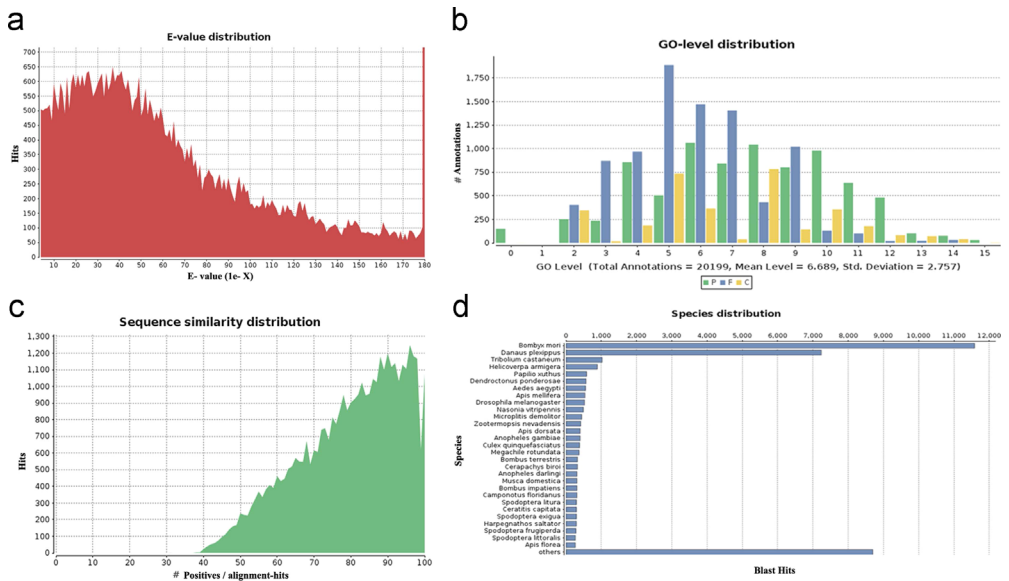 a
E-value distribution
Hits
700
650
600
550
500
450
400
350
300
250
200
150
100
50
0
10 20 30 40 50 60 70 80 90 100 110 120 130 140 150 160 170 180
E- value (1e- X)
b
GO-level distribution
# Annotations
1,750
1,500
1,250
1,000
750
500
250
0
0 1 2 3 4 5 6 7 8 9 10 11 12 13 14 15
GO Level (Total Annotations = 20199, Mean Level = 6.689, Std. Deviation = 2.757)
P F C
c
Sequence similarity distribution
Hits
1,300
1,200
1,100
1,000
900
800
700
600
500
400
300
200
100
0
0 10 20 30 40 50 60 70 80 90 100
# Positives / alignment-hits
d
Species distribution
0 1,000 2,000 3,000 4,000 5,000 6,000 7,000 8,000 9,000 10,000 11,000 12,000
Species
Bombyx mori
Danaus plexippus
Tribolium castaneum
Helicoverpa armigera
Papilio xuthus
Dendroctonus ponderosae
Aedes aegypti
Apis mellifera
Drosophila melanogaster
Nasonia vitripennis
Microplitis demolitor
Zootermopsis nevadensis
Apis dorsata
Anopheles gambiae
Culex quinquefasciatus
Megachile rotundata
Bombus terrestris
Cerapachys biroi
Anopheles darlingi
Musca domestica
Bombus impatiens
Camponotus floridanus
Spodoptera litura
Ceratitis capitata
Spodoptera exigua
Harpegnathos saltator
Spodoptera frugiperda
Spodoptera littoralis
Apis florea
others
Blast Hits